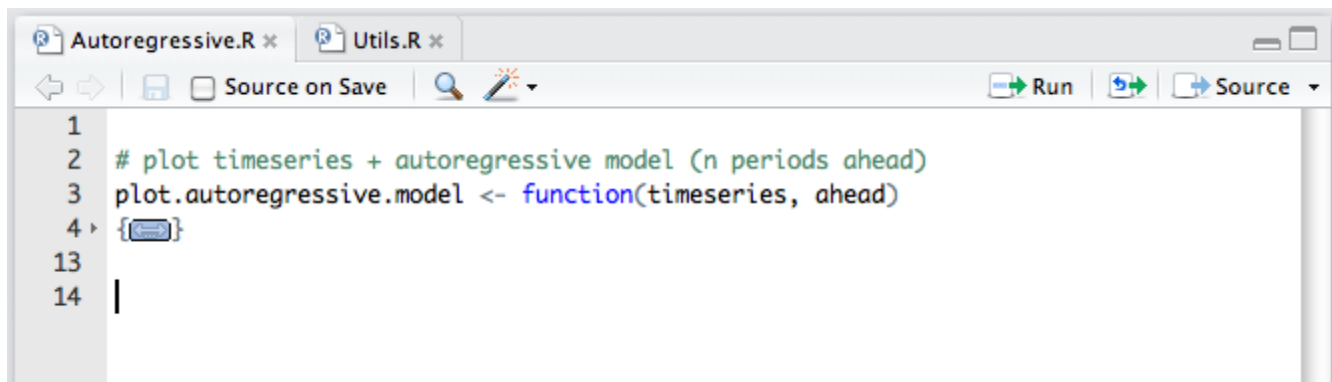 Autoregressive.R Utils.R
Source on Save Run Source
1
2 # plot timeseries + autoregressive model (n periods ahead)
3 plot.autoregressive.model <- function(timeseries, ahead)
4 {}
13
14